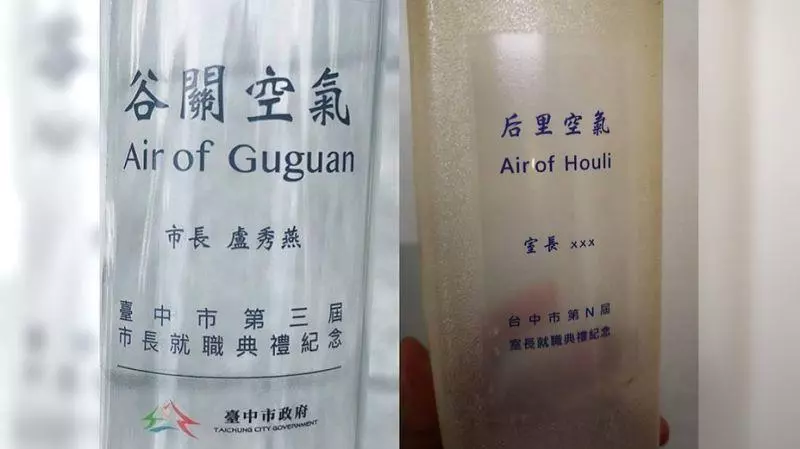 谷關空氣
Air of Guguan
市長 盧秀燕
臺中市第三屆
市長就職典禮紀念
臺中市政府
TAICHUNG CITY GOVERNMENT
后里空氣
Air of Houli
室長 xxx
台中市第N屆
室長就職典禮紀念